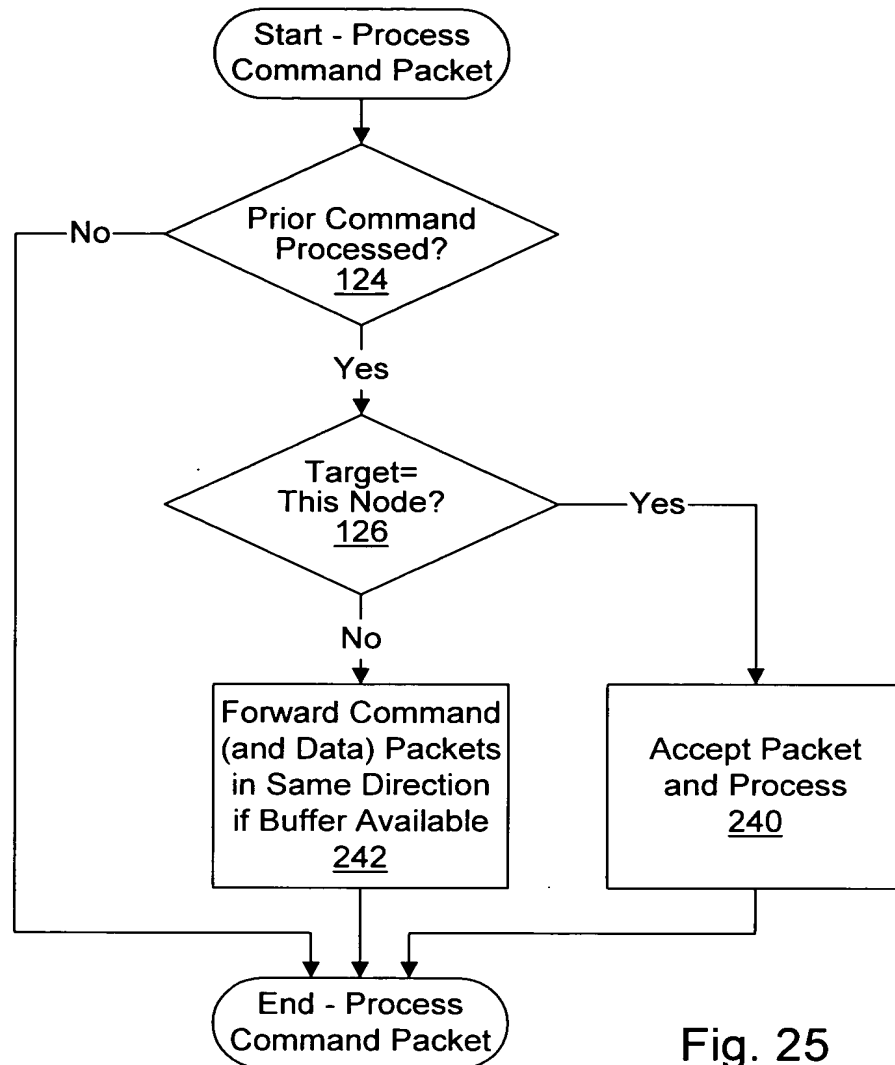 Start - Process
Command Packet
Prior Command
Processed?
124
No
Yes
Target=
This Node?
126
Yes
No
Forward Command
(and Data) Packets
in Same Direction
if Buffer Available
242
Accept Packet
and Process
240
End - Process
Command Packet
Fig. 25